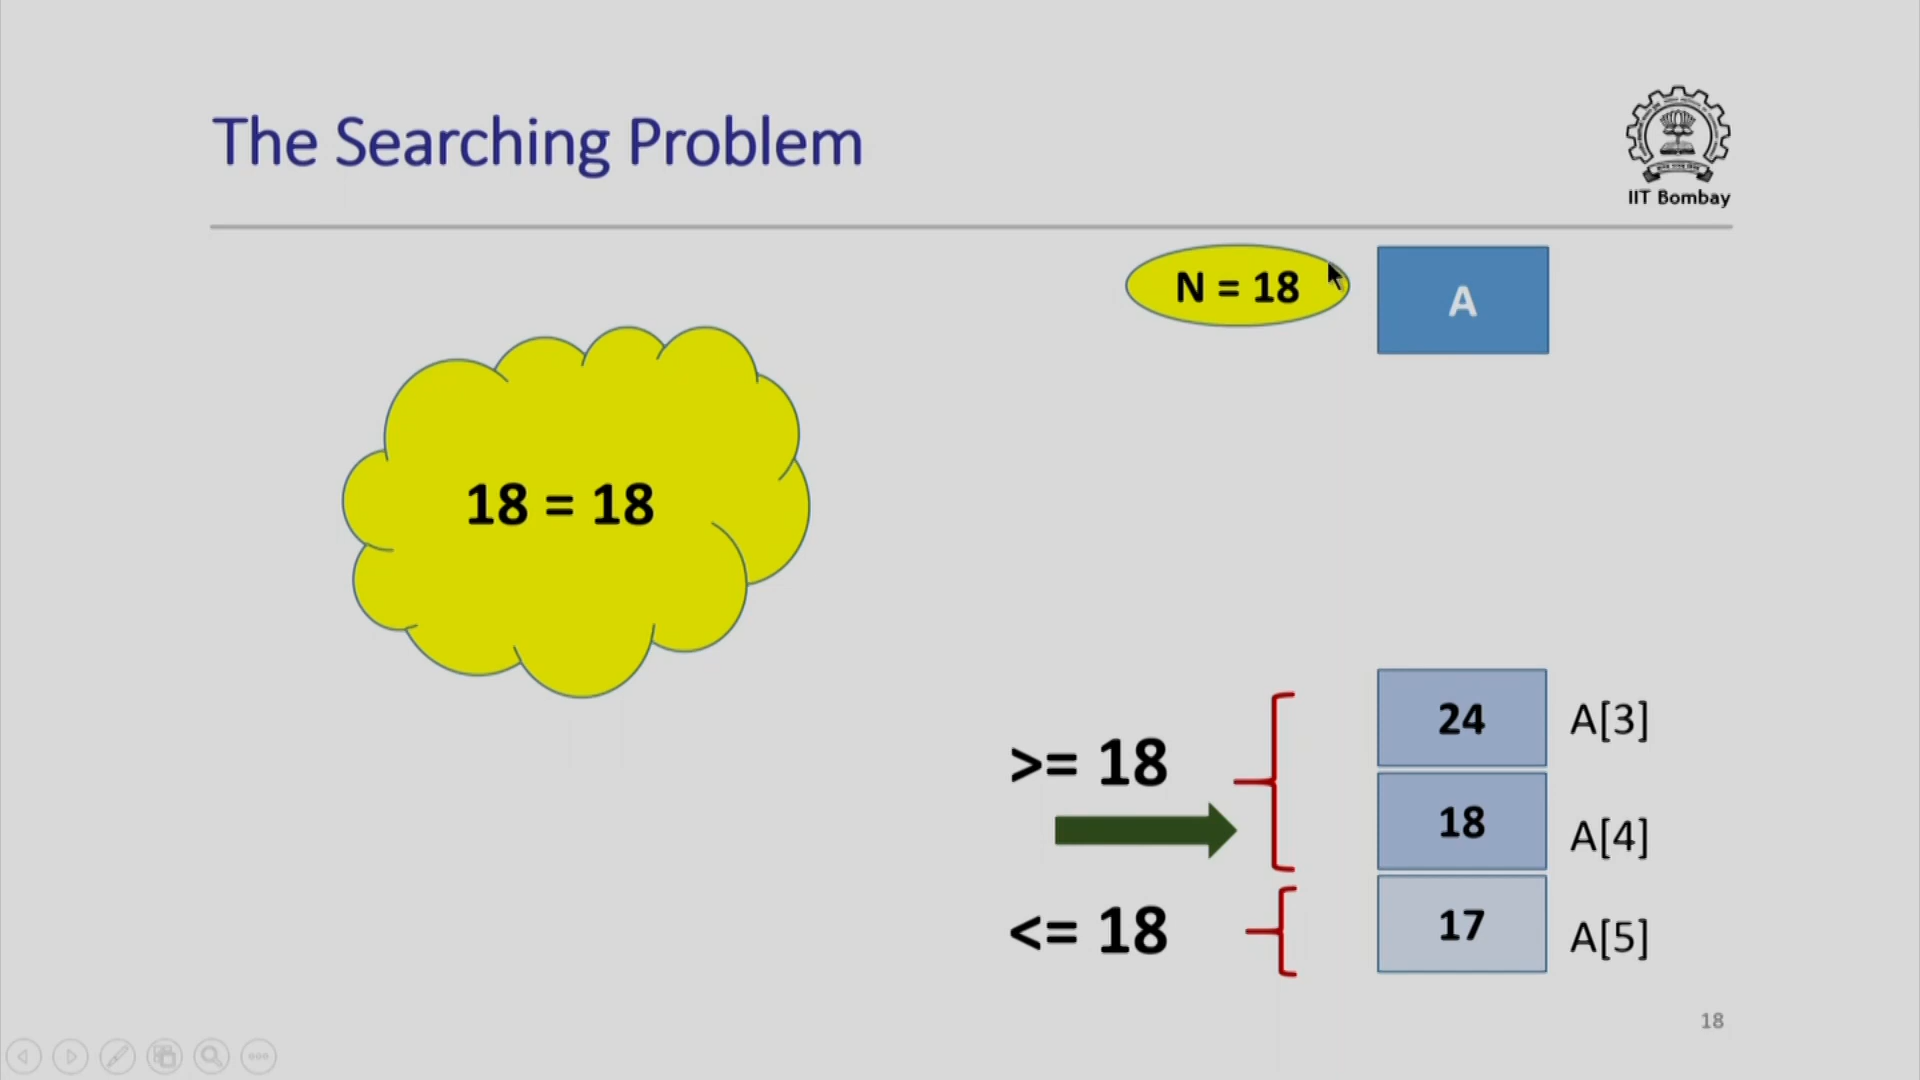 The Searching Problem
IIT Bombay
N = 18
A
18 = 18
24
A[3]
>= 18
18
A[4]
<= 18
17
A[5]
18